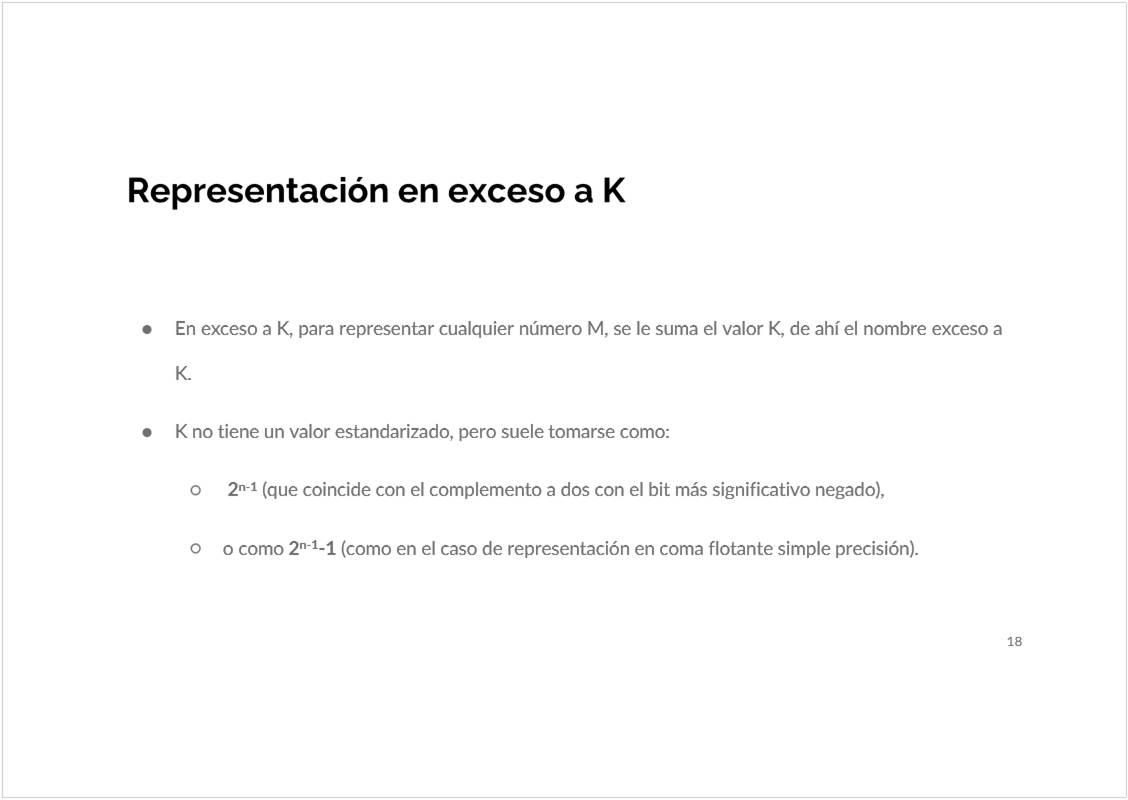 Representación en exceso a K
● En exceso a K, para representar cualquier número M, se le suma el valor K, de ahí el nombre exceso a
K.
● K no tiene un valor estandarizado, pero suele tomarse como:
○ 2ⁿ⁻¹ (que coincide con el complemento a dos con el bit más significativo negado),
○ o como 2ⁿ⁻¹-1 (como en el caso de representación en coma flotante simple precisión).
18